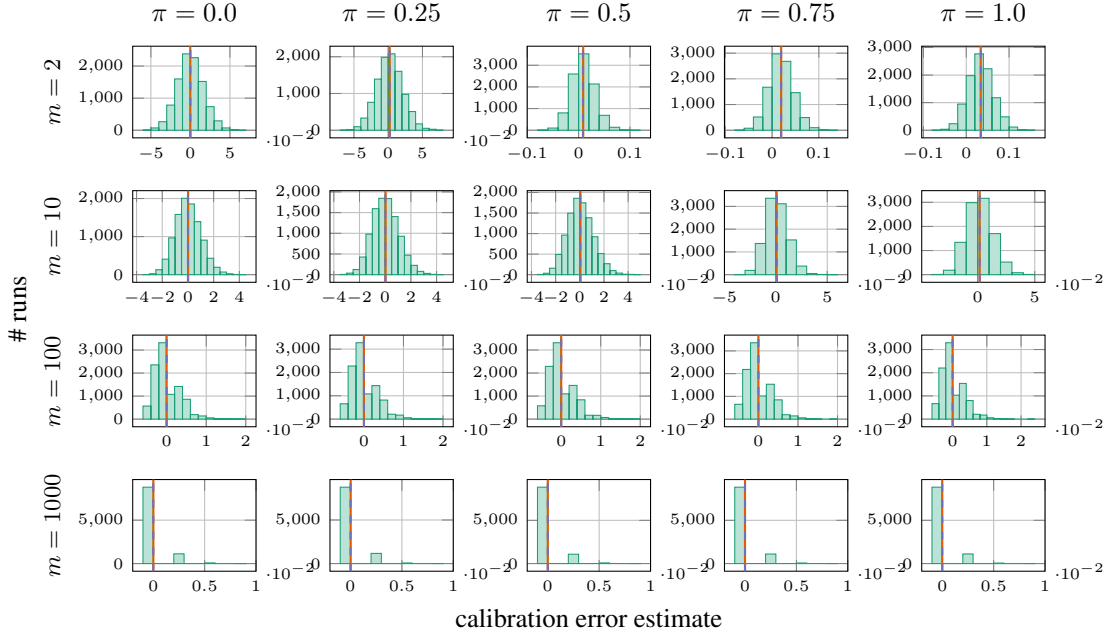 π = 0.0 π = 0.25 π = 0.5 π = 0.75 π = 1.0
m = 2
2,000 2,000 3,000 3,000 3,000
1,000 1,000 2,000 2,000 2,000
1,000 1,000 1,000
0 0 0 0 0
−5 0 5 ·10−2 −5 0 5 ·10−2 −0.1 0 0.1 −0.1 0 0.1 −0.1 0 0.1
m = 10
2,000 2,000 2,000 3,000 3,000
1,500 1,500 2,000 2,000
1,000 1,000 1,000 1,000 1,000
500 500
0 0 0 0 0
−4 −2 0 2 4 ·10−2 −4 −2 0 2 4 ·10−2 −4 −2 0 2 4 ·10−2 −5 0 5 ·10−2 0 5 ·10−2
# runs
m = 100
3,000 3,000 3,000 3,000 3,000
2,000 2,000 2,000 2,000 2,000
1,000 1,000 1,000 1,000 1,000
0 0 0 0 0
0 1 2 ·10−2 0 1 2 ·10−2 0 1 2 ·10−2 0 1 2 ·10−2 0 1 2 ·10−2
m = 1000
5,000 5,000 5,000 5,000 5,000
0 0 0 0 0
0 0.5 1 ·10−2 0 0.5 1 ·10−2 0 0.5 1 ·10−2 0 0.5 1 ·10−2 0 0.5 1 ·10−2
calibration error estimate